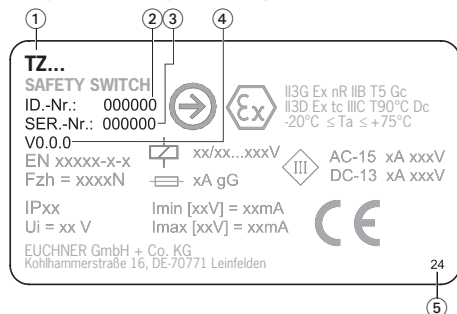 1 2 3 4
TZ...
SAFETY SWITCH
ID.-Nr.: 000000
SER.-Nr.: 000000
V0.0.0
EN xxxxx-x-x
Fzh = xxxxN
Ex
II3G Ex nR IIB T5 Gc
II3D Ex tc IIIC T90°C Dc
-20°C ≤Ta ≤+75°C
xx/xx...xxxV
xA gG
III
AC-15 xA xxxV
DC-13 xA xxxV
IPxx
Ui = xx V
Imin [xxV] = xxmA
Imax [xxV] = xxmA
CE
EUCHNER GmbH + Co. KG
Kohlhammerstraße 16, DE-70771 Leinfelden
24
5